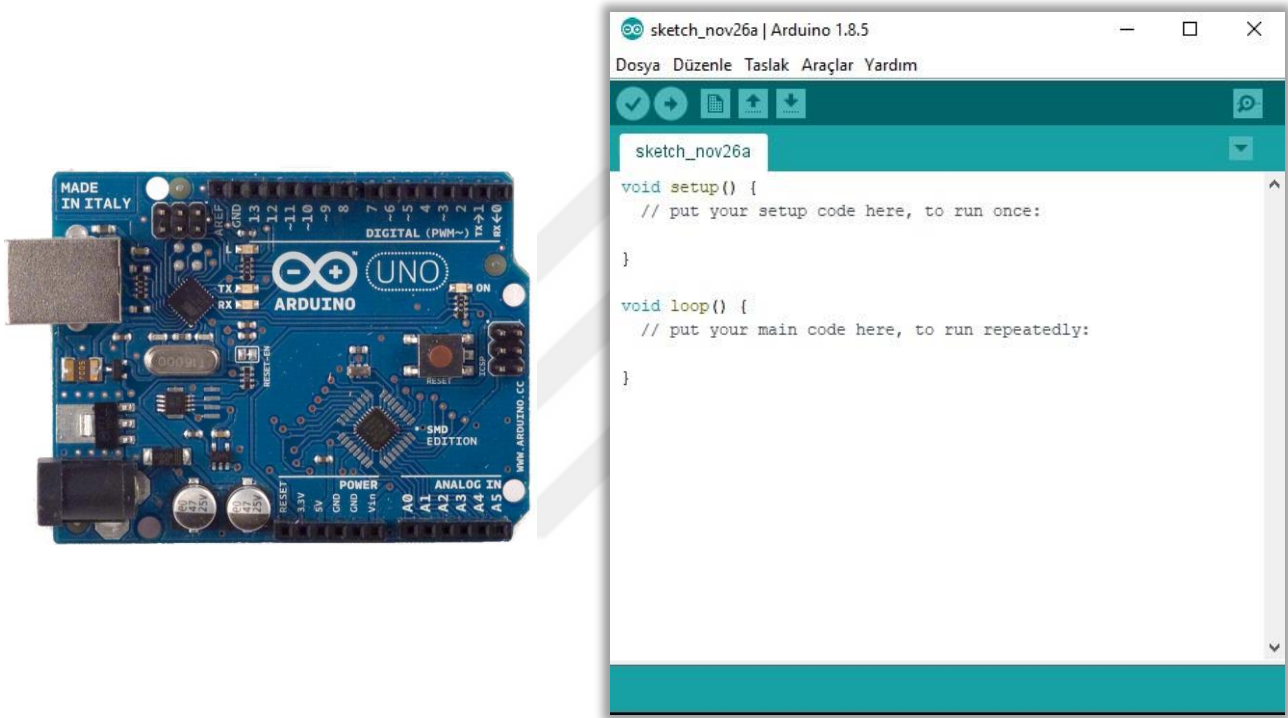 MADE
IN ITALY
AREF
GND
13
12
~11
~10
~9
8
7
~6
~5
4
~3
2
TX→1
RX←0
DIGITAL (PWM~)
L
TX
RX
ARDUINO
UNO
ON
ICSP
RESET
RESET-EN
SMD
EDITION
WWW.ARDUINO.CC
47
25V
47
25V
POWER
ANALOG IN
RESET
3.3V
5V
GND
GND
Vin
A0
A1
A2
A3
A4
A5
sketch_nov26a | Arduino 1.8.5
Dosya Düzenle Taslak Araçlar Yardım
sketch_nov26a
void setup() {
// put your setup code here, to run once:
}
void loop() {
// put your main code here, to run repeatedly:
}